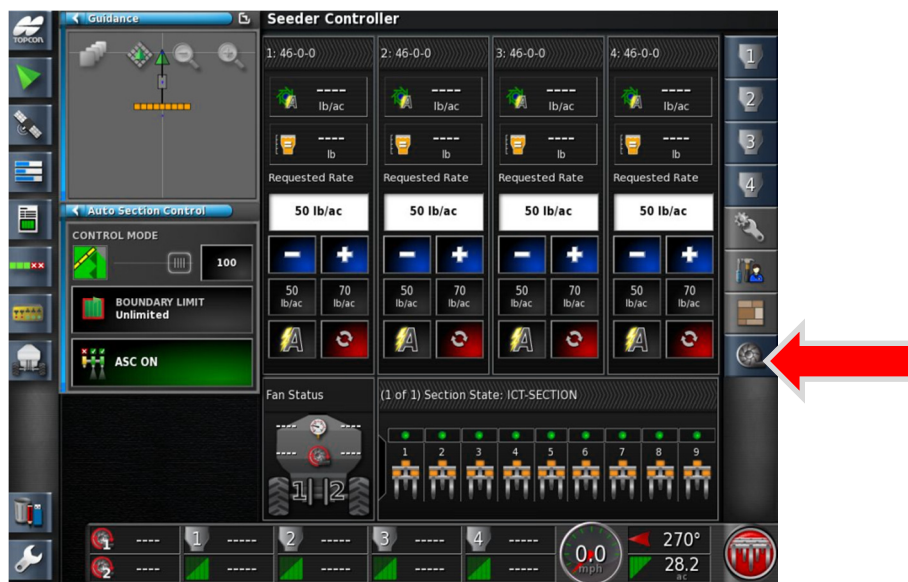 TOPCON
Guidance
Seeder Controller
1: 46-0-0
2: 46-0-0
3: 46-0-0
4: 46-0-0
---- lb/ac
---- lb/ac
---- lb/ac
---- lb/ac
---- lb
---- lb
---- lb
---- lb
Requested Rate
Requested Rate
Requested Rate
Requested Rate
50 lb/ac
50 lb/ac
50 lb/ac
50 lb/ac
50 lb/ac
70 lb/ac
50 lb/ac
70 lb/ac
50 lb/ac
70 lb/ac
50 lb/ac
70 lb/ac
A
A
A
A
1
2
3
4
Auto Section Control
CONTROL MODE
100
BOUNDARY LIMIT
Unlimited
ASC ON
Fan Status
---- ----
---- ----
1 2
(1 of 1) Section State: ICT-SECTION
1 2 3 4 5 6 7 8 9
1 ---- 1 ---- 2 ---- 3 ---- 4 ----
2 ---- ----- ----- ----- -----
0.0
mph
270°
28.2
ac